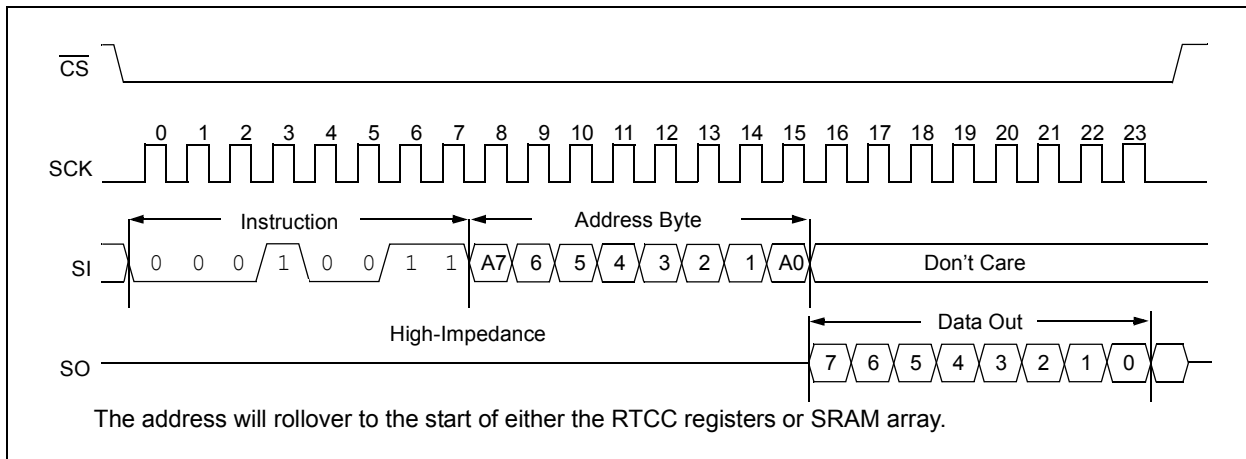 CS
0 1 2 3 4 5 6 7 8 9 10 11 12 13 14 15 16 17 18 19 20 21 22 23
SCK
Instruction Address Byte
SI 0 0 0 1 0 0 1 1 A7 6 5 4 3 2 1 A0 Don't Care
High-Impedance Data Out
SO 7 6 5 4 3 2 1 0
The address will rollover to the start of either the RTCC registers or SRAM array.